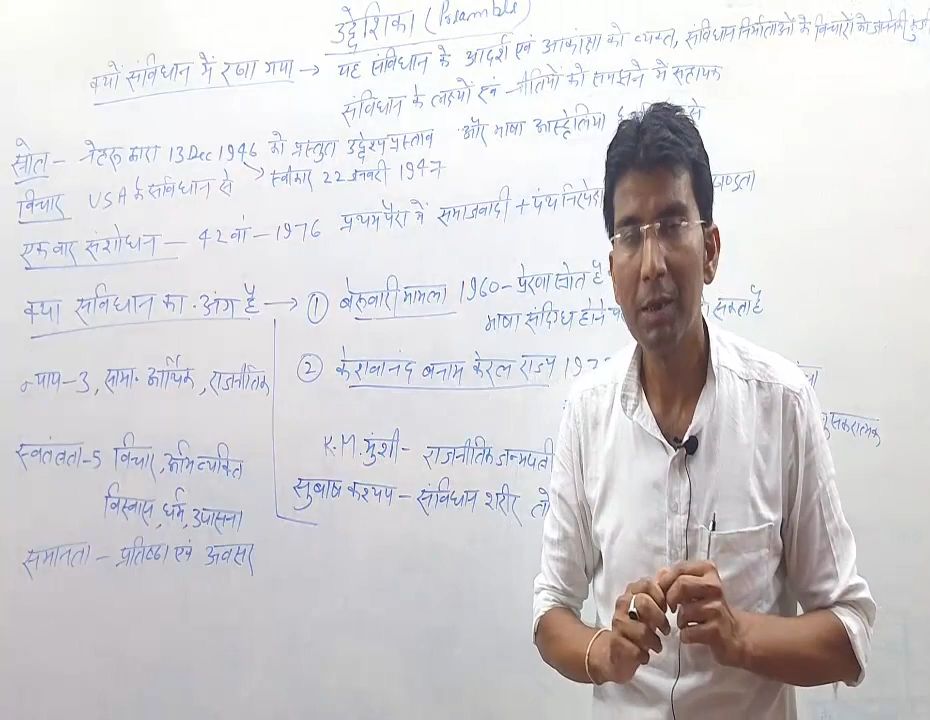 उद्देशिका (Preamble)
क्यों संविधान में रखा गया → यह संविधान के आदर्श एवं आकांक्षा को व्यक्त, संविधान निर्माताओं के विचारों को जानने की कुंजी
संविधान के लक्ष्यों एवं नीतियों को समझने में सहायक
स्रोत - नेहरू द्वारा 13 Dec 1946 को प्रस्तुत उद्देश्य प्रस्ताव और भाषा आस्ट्रेलिया से
स्वीकार 22 जनवरी 1947
विचार USA के संविधान से
एक बार संशोधन - 42 वां - 1976 प्रथम पैरा में समाजवादी + पंथनिरपेक्ष
क्या संविधान का अंग है → ① बेरूबारी मामला 1960 - प्रेरणा स्रोत है
भाषा संदिग्ध होने सकता है
② केशवानंद बनाम केरल राज्य
न्याय - 3, सामा. आर्थिक, राजनीतिक
K.M. मुंशी - राजनीतिक जन्मपत्री
स्वतंत्रता - 5 विचार, अभिव्यक्ति
सुबाष कश्यप - संविधान शरीर तो
विस्वास, धर्म, उपासना
समानता - प्रतिष्ठा एवं अवसर